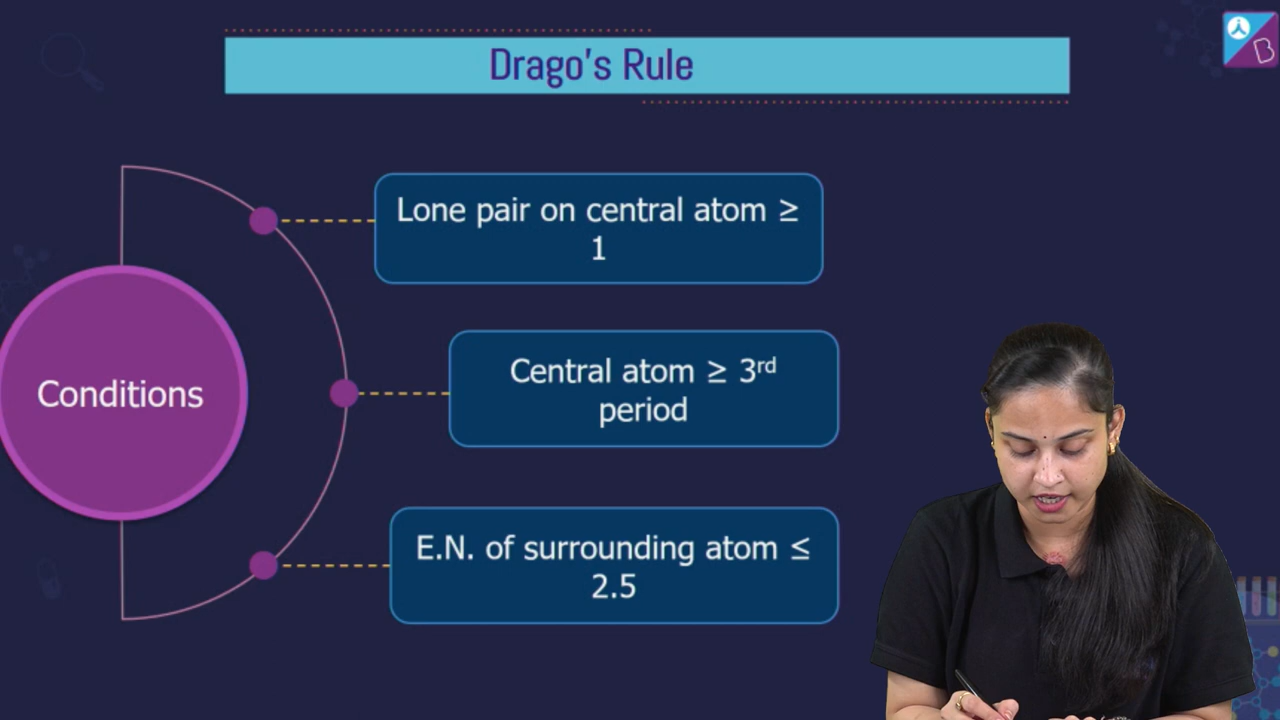 Drago's Rule
Lone pair on central atom ≥
1
Central atom ≥ 3rd
period
Conditions
E.N. of surrounding atom ≤
2.5
B